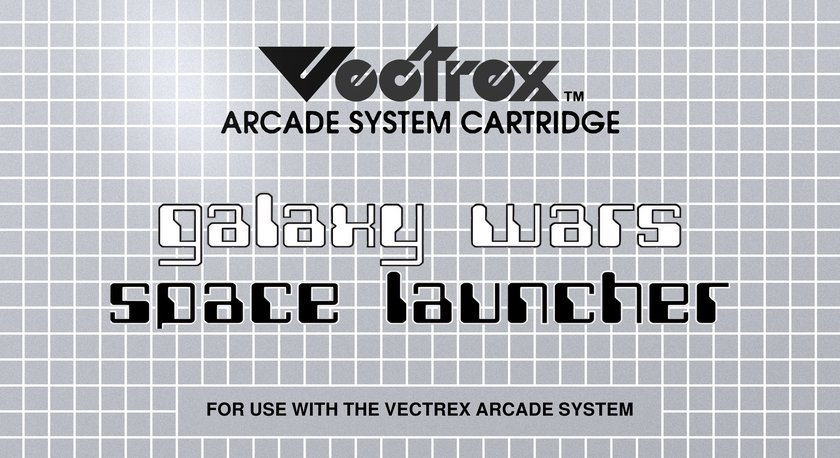 Vectrex™
ARCADE SYSTEM CARTRIDGE
galaxy wars
space launcher
FOR USE WITH THE VECTREX ARCADE SYSTEM